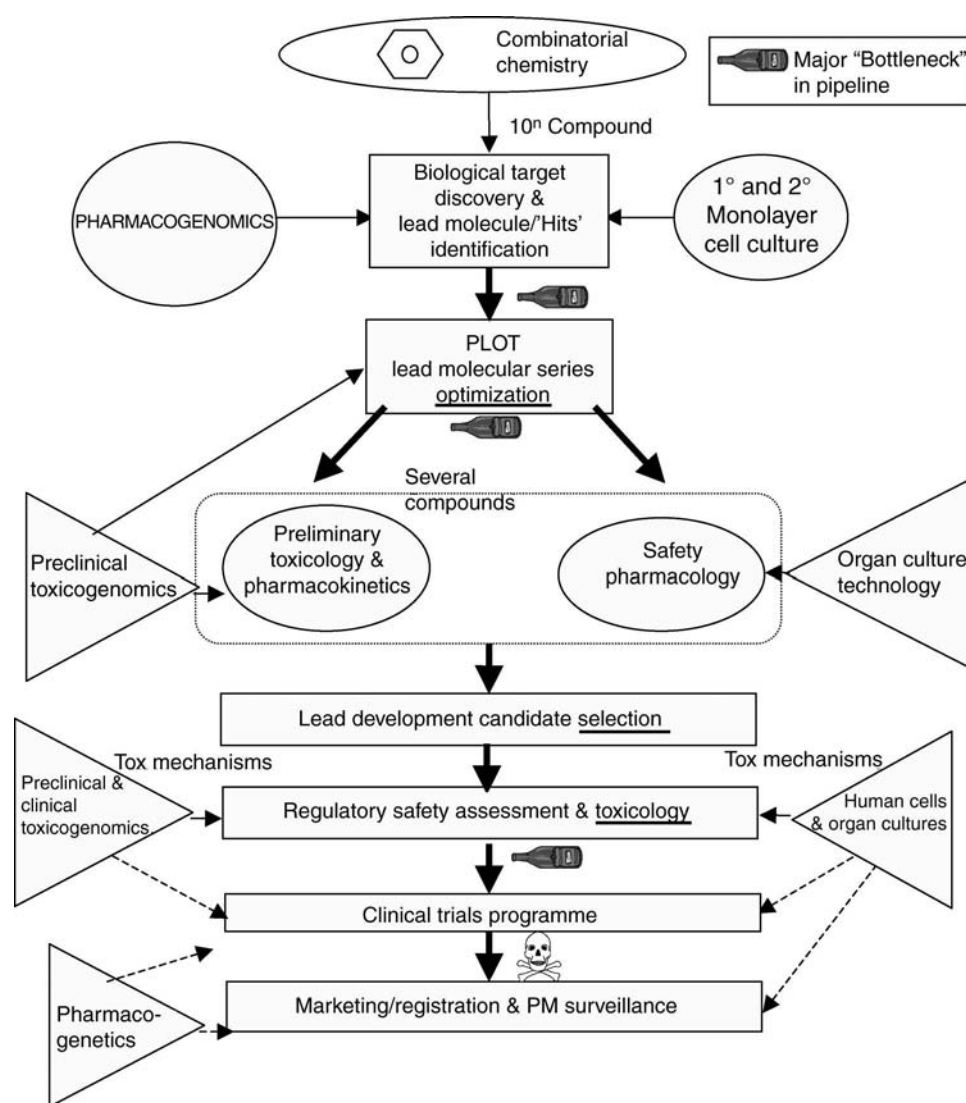 Combinatorial
chemistry
Major “Bottleneck”
in pipeline
10ⁿ Compound
PHARMACOGENOMICS
Biological target
discovery &
lead molecule/’Hits’
identification
1° and 2°
Monolayer
cell culture
PLOT
lead molecular series
optimization
Several
compounds
Preclinical
toxicogenomics
Preliminary
toxicology &
pharmacokinetics
Safety
pharmacology
Organ culture
technology
Lead development candidate selection
Tox mechanisms
Tox mechanisms
Preclinical &
clinical
toxicogenomics
Regulatory safety assessment & toxicology
Human cells
& organ cultures
Clinical trials programme
Pharmaco-
genetics
Marketing/registration & PM surveillance